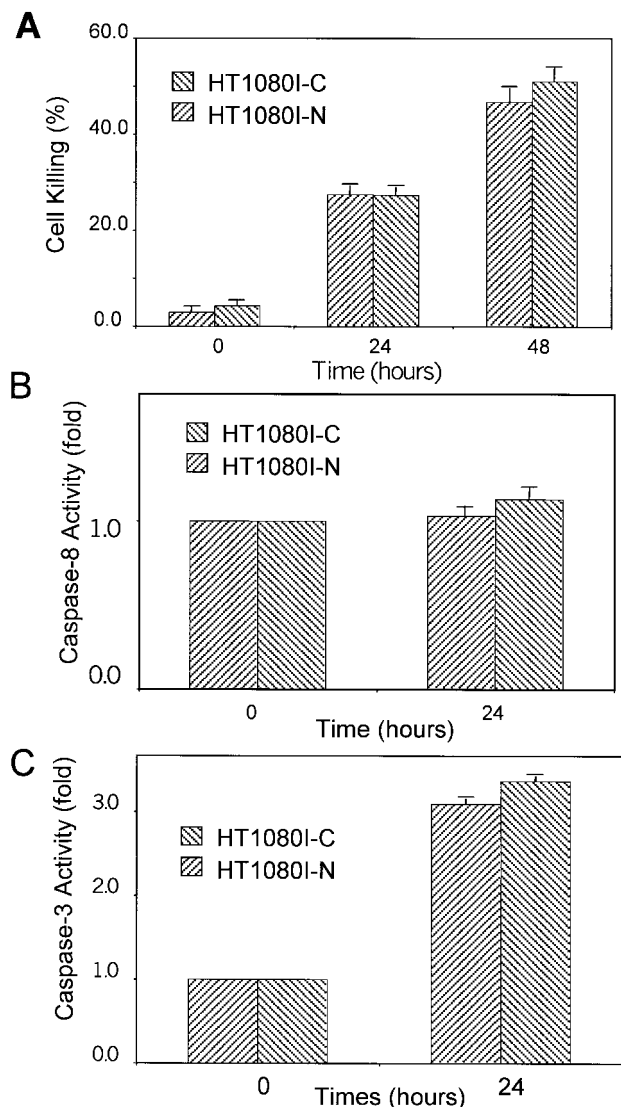 A
60.0
40.0
20.0
0.0
Cell Killing (%)
HT1080I-C
HT1080I-N
0
24
48
Time (hours)
B
1.0
0.0
Caspase-8 Activity (fold)
HT1080I-C
HT1080I-N
0
24
Time (hours)
C
3.0
2.0
1.0
0.0
Caspase-3 Activity (fold)
HT1080I-C
HT1080I-N
0
24
Times (hours)